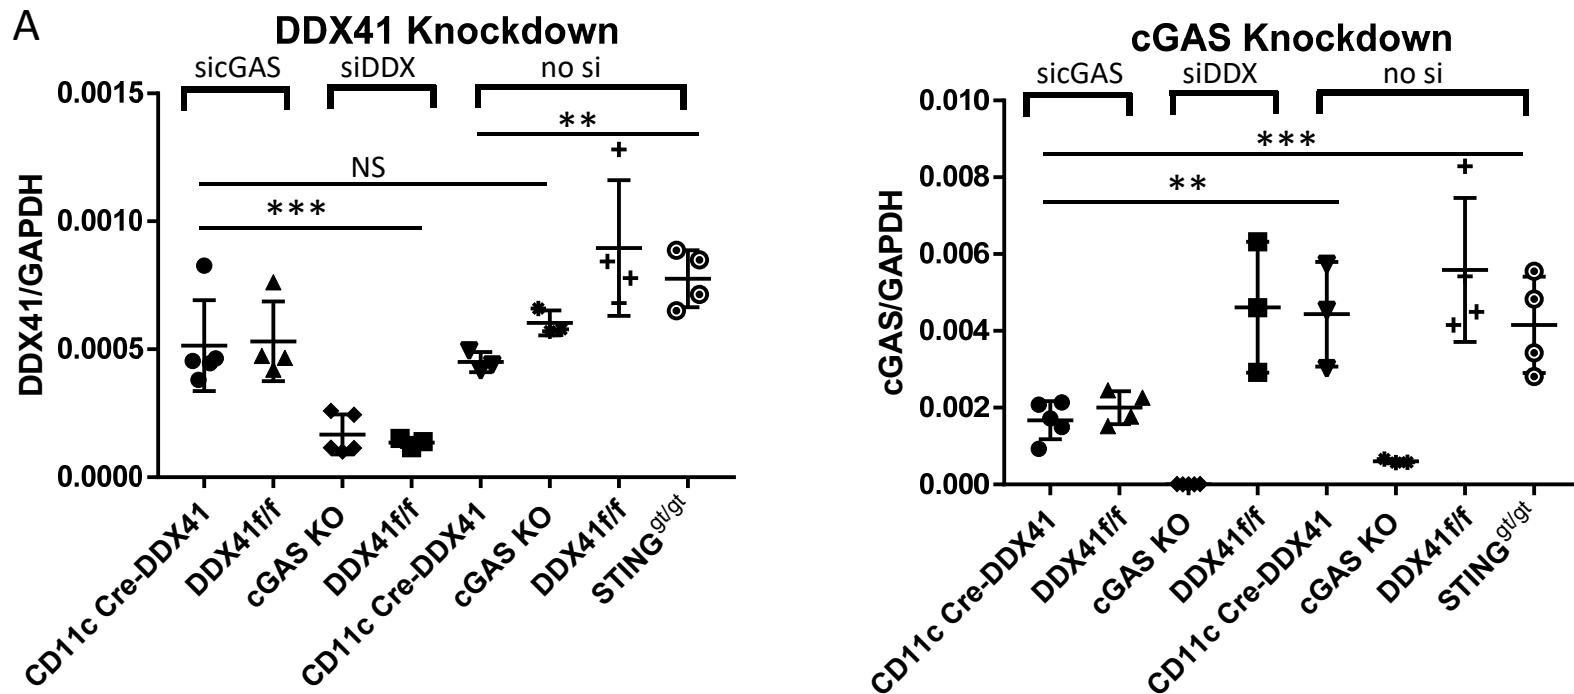 A
DDX41 Knockdown
sicGAS siDDX no si
0.0015
**
NS
***
0.0010
0.0005
0.0000
DDX41/GAPDH
CD11c Cre-DDX41
DDX41f/f
cGAS KO
DDX41f/f
CD11c Cre-DDX41
cGAS KO
DDX41f/f
STINGgt/gt
cGAS Knockdown
sicGAS siDDX no si
0.010
***
0.008
**
0.006
0.004
0.002
0.000
cGAS/GAPDH
CD11c Cre-DDX41
DDX41f/f
cGAS KO
DDX41f/f
CD11c Cre-DDX41
cGAS KO
DDX41f/f
STINGgt/gt